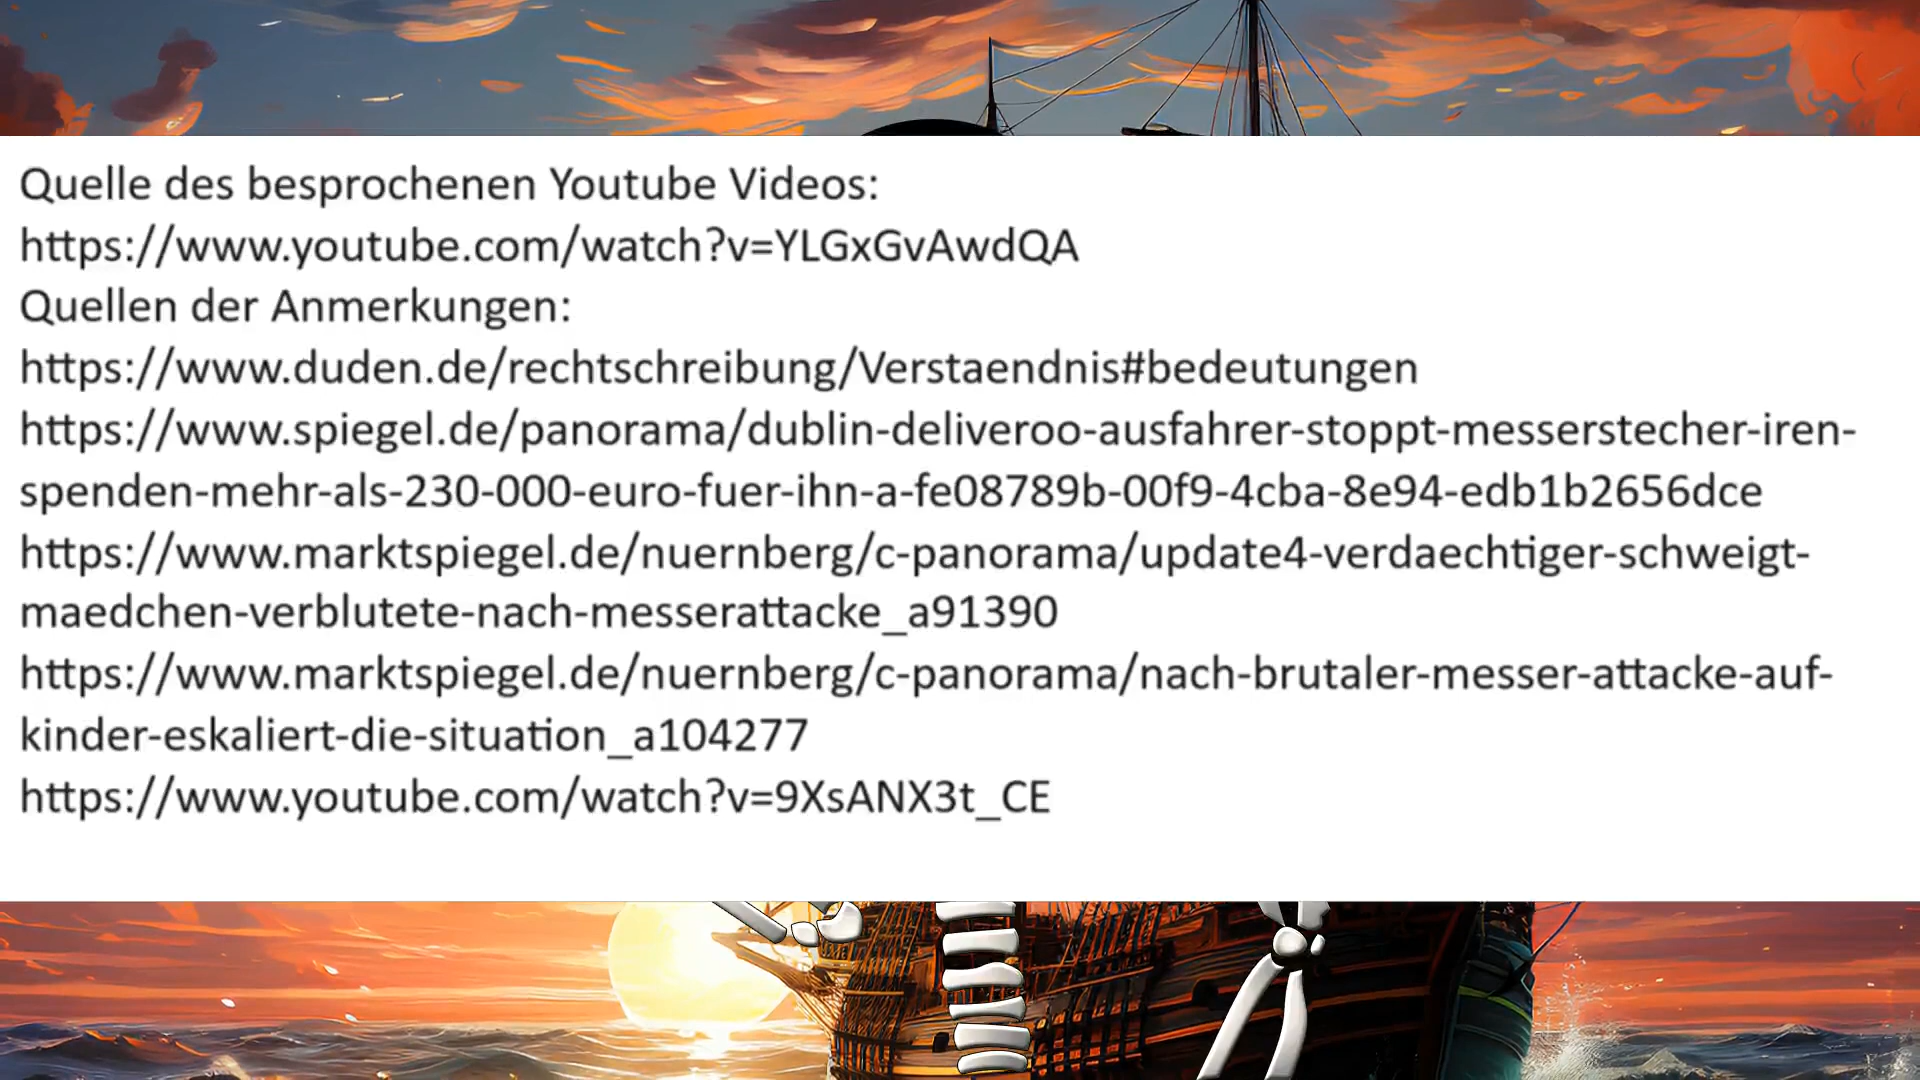 Quelle des besprochenen Youtube Videos:
https://www.youtube.com/watch?v=YLGxGvAwdQA
Quellen der Anmerkungen:
https://www.duden.de/rechtschreibung/Verstaendnis#bedeutungen
https://www.spiegel.de/panorama/dublin-deliveroo-ausfahrer-stoppt-messerstecher-iren-
spenden-mehr-als-230-000-euro-fuer-ihn-a-fe08789b-00f9-4cba-8e94-edb1b2656dce
https://www.marktspiegel.de/nuernberg/c-panorama/update4-verdaechtiger-schweigt-
maedchen-verblutete-nach-messerattacke_a91390
https://www.marktspiegel.de/nuernberg/c-panorama/nach-brutaler-messer-attacke-auf-
kinder-eskaliert-die-situation_a104277
https://www.youtube.com/watch?v=9XsANX3t_CE